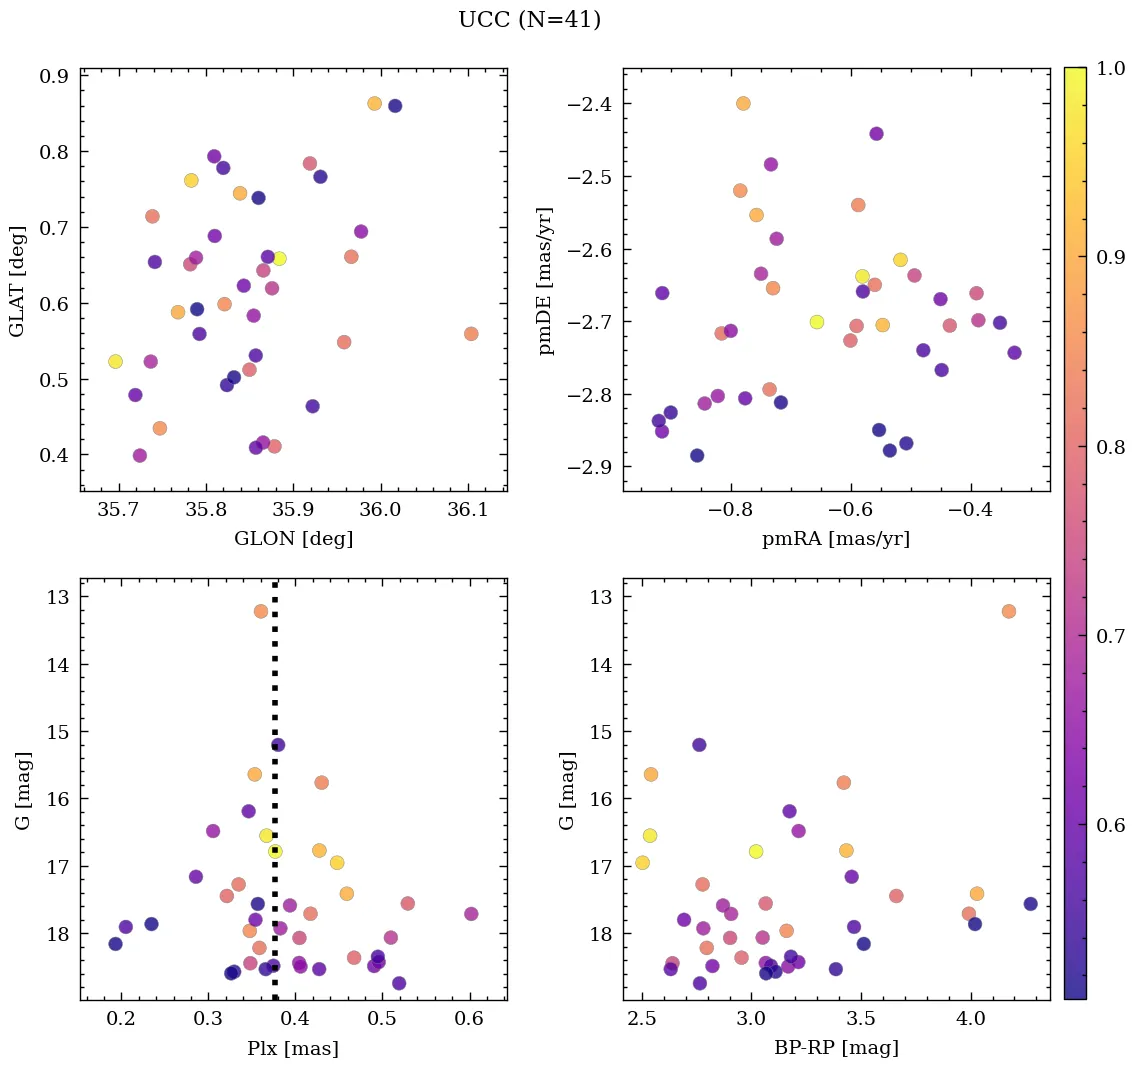 UCC (N=41)
0.9
0.8
0.7
0.6
0.5
0.4
GLAT [deg]
35.7 35.8 35.9 36.0 36.1
GLON [deg]
−2.4
−2.5
−2.6
−2.7
−2.8
−2.9
pmDE [mas/yr]
−0.8 −0.6 −0.4
pmRA [mas/yr]
1.0
0.9
0.8
0.7
0.6
13
14
15
16
17
18
G [mag]
0.2 0.3 0.4 0.5 0.6
Plx [mas]
13
14
15
16
17
18
G [mag]
2.5 3.0 3.5 4.0
BP-RP [mag]